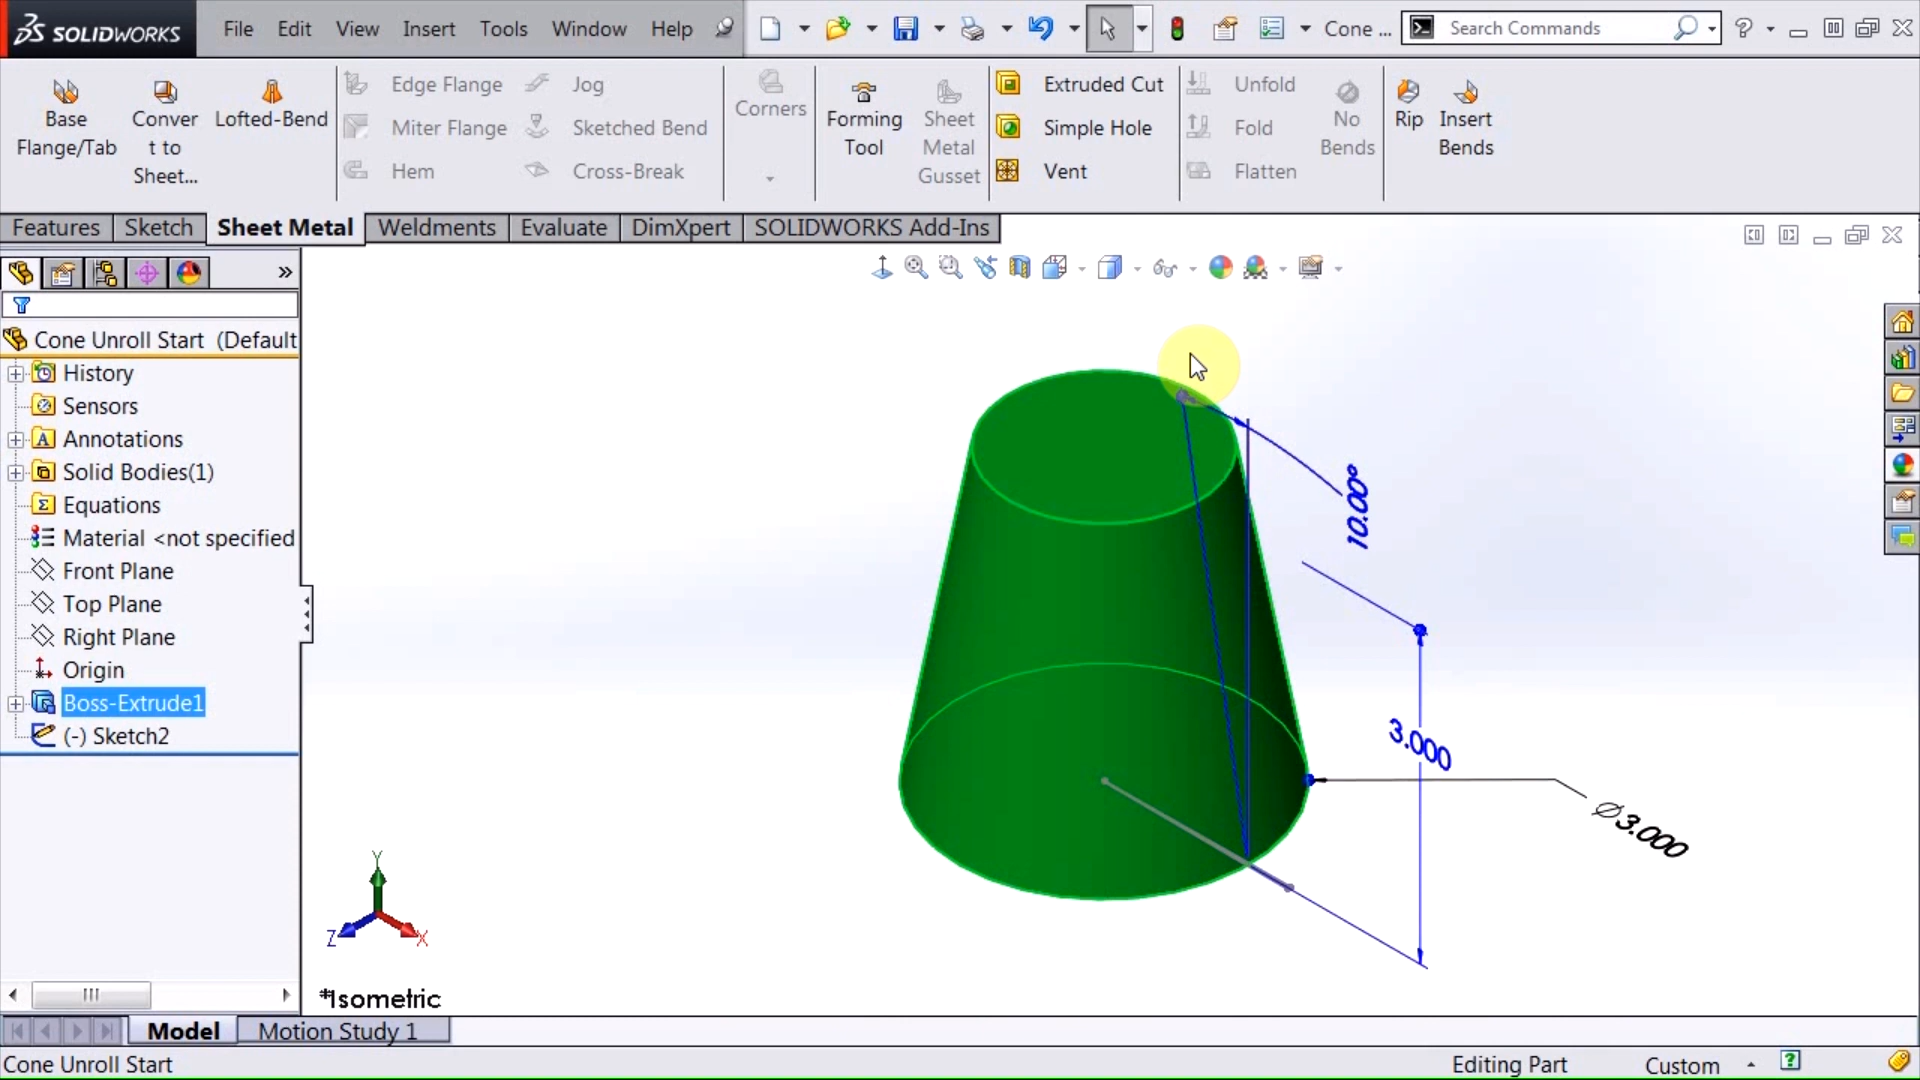 SOLIDWORKS File Edit View Insert Tools Window Help Cone ... Search Commands
Base Flange/Tab
Conver t to Sheet...
Lofted-Bend
Edge Flange
Miter Flange
Hem
Jog
Sketched Bend
Cross-Break
Corners
Forming Tool
Sheet Metal Gusset
Extruded Cut
Simple Hole
Vent
Unfold
Fold
Flatten
No Bends
Rip
Insert Bends
Features Sketch Sheet Metal Weldments Evaluate DimXpert SOLIDWORKS Add-Ins
Cone Unroll Start (Default
History
Sensors
Annotations
Solid Bodies(1)
Equations
Material <not specified
Front Plane
Top Plane
Right Plane
Origin
Boss-Extrude1
(-) Sketch2
10.00°
3.000
⌀3.000
Y
Z
X
*Isometric
Model Motion Study 1
Cone Unroll Start Editing Part Custom